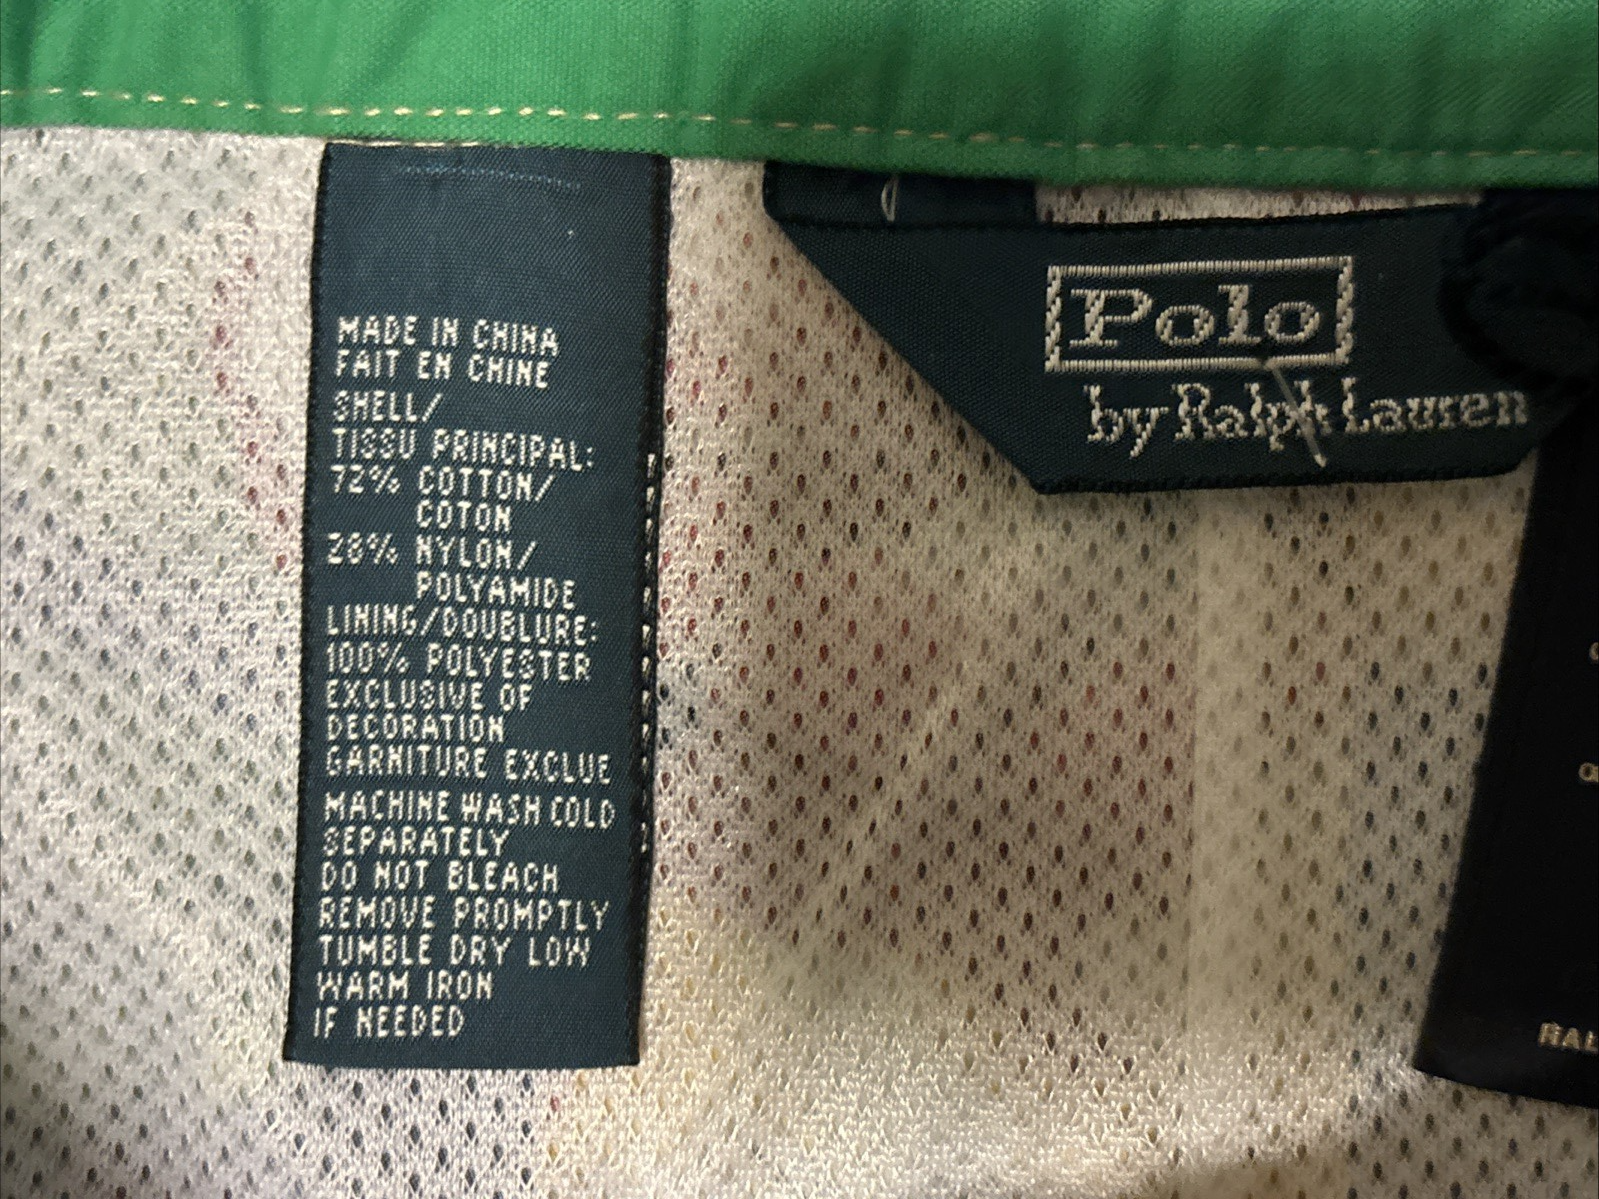 MADE IN CHINA
FAIT EN CHINE
SHELL/
TISSU PRINCIPAL:
72% COTTON/
COTON
28% NYLON/
POLYAMIDE
LINING/DOUBLURE:
100% POLYESTER
EXCLUSIVE OF
DECORATION
GARNITURE EXCLUE
MACHINE WASH COLD
SEPARATELY
DO NOT BLEACH
REMOVE PROMPTLY
TUMBLE DRY LOW
WARM IRON
IF NEEDED
Polo
by Ralph Lauren
RAL